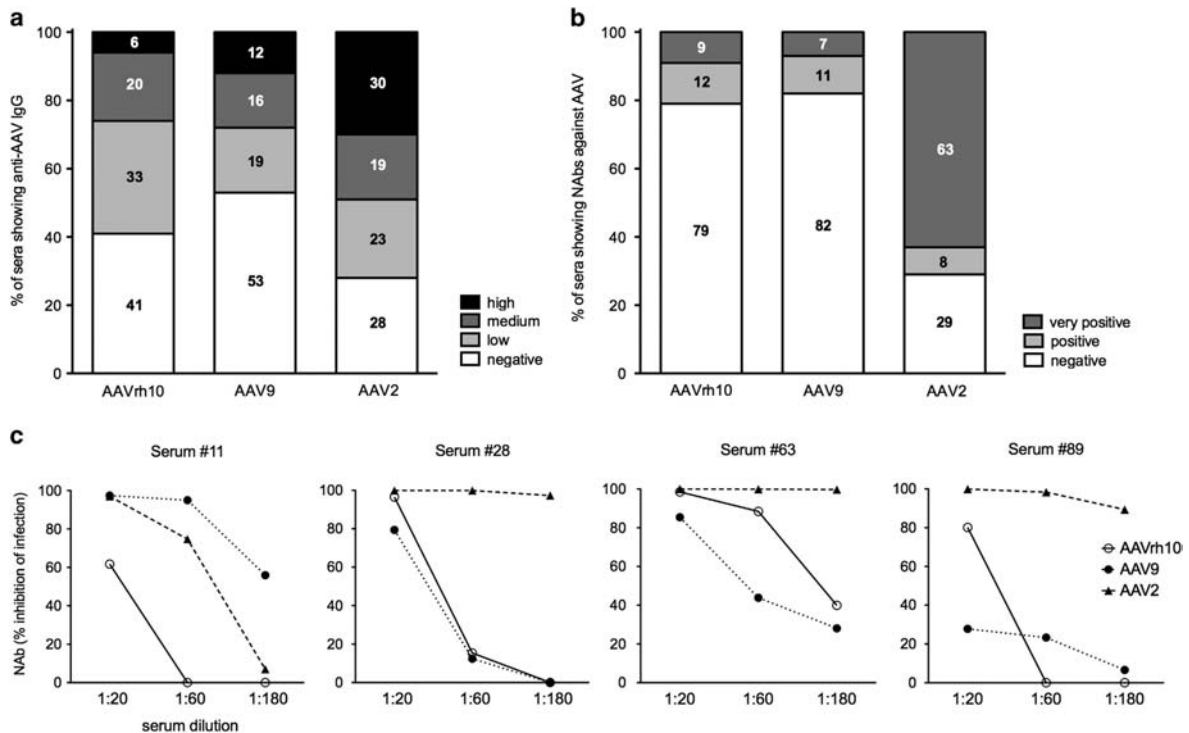 a
% of sera showing anti-AAV IgG
100
80
60
40
20
0
6
20
33
41
12
16
19
53
30
19
23
28
AAVrh10
AAV9
AAV2
high
medium
low
negative
b
% of sera showing NAbs against AAV
100
80
60
40
20
0
9
12
79
7
11
82
63
8
29
AAVrh10
AAV9
AAV2
very positive
positive
negative
c
NAb (% inhibition of infection)
Serum #11
100
80
60
40
20
0
1:20 1:60 1::180
serum dilution
Serum #28
100
80
60
40
20
0
1:20 1:60 1::180
Serum #63
100
80
60
40
20
0
1:20 1:60 1::180
Serum #89
100
80
60
40
20
0
1:20 1:60 1::180
AAVrh10
AAV9
AAV2